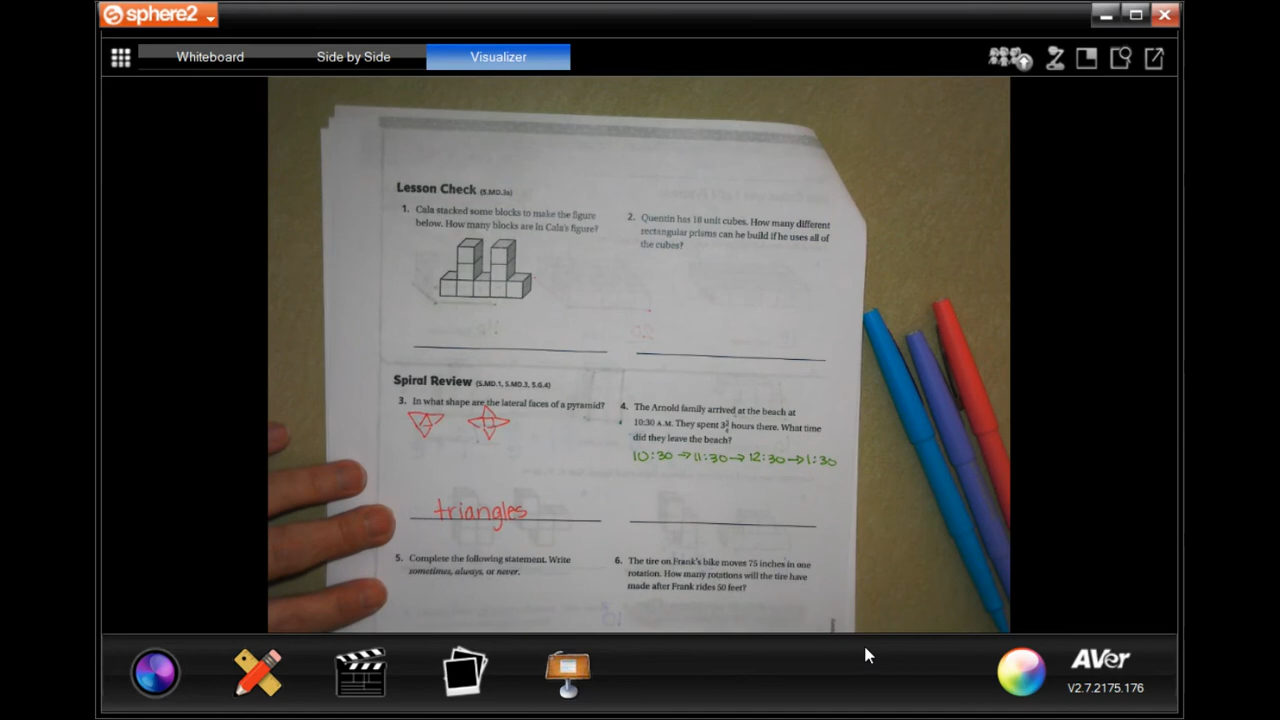 sphere2
Whiteboard
Side by Side
Visualizer
Lesson Check (5.MD.3a)
1. Cala stacked some blocks to make the figure
below. How many blocks are in Cala's figure?
2. Quentin has 18 unit cubes. How many different
rectangular prisms can he build if he uses all of
the cubes?
Spiral Review (5.MD.1, 5.MD.3, 5.G.4)
3. In what shape are the lateral faces of a pyramid?
triangles
4. The Arnold family arrived at the beach at
10:30 A.M. They spent 3¾ hours there. What time
did they leave the beach?
10:30 → 11:30 → 12:30 → 1:30
5. Complete the following statement. Write
sometimes, always, or never.
6. The tire on Frank's bike moves 75 inches in one
rotation. How many rotations will the tire have
made after Frank rides 50 feet?
AVer
V2.7.2175.176